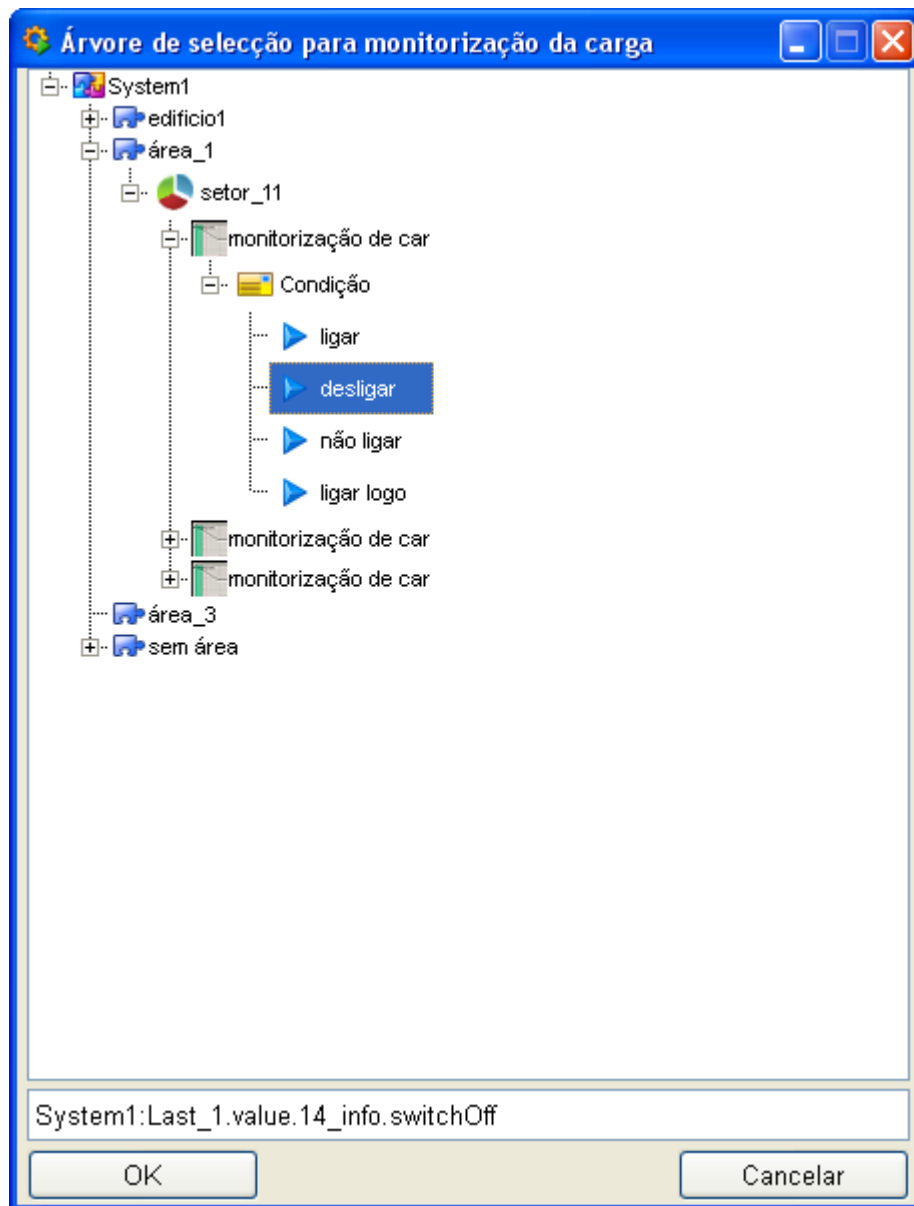 Árvore de selecção para monitorização da carga
System1
edificio1
área_1
setor_11
monitorização de car
Condição
ligar
desligar
não ligar
ligar logo
monitorização de car
monitorização de car
área_3
sem área
System1:Last_1.value.14_info.switchOff
OK
Cancelar